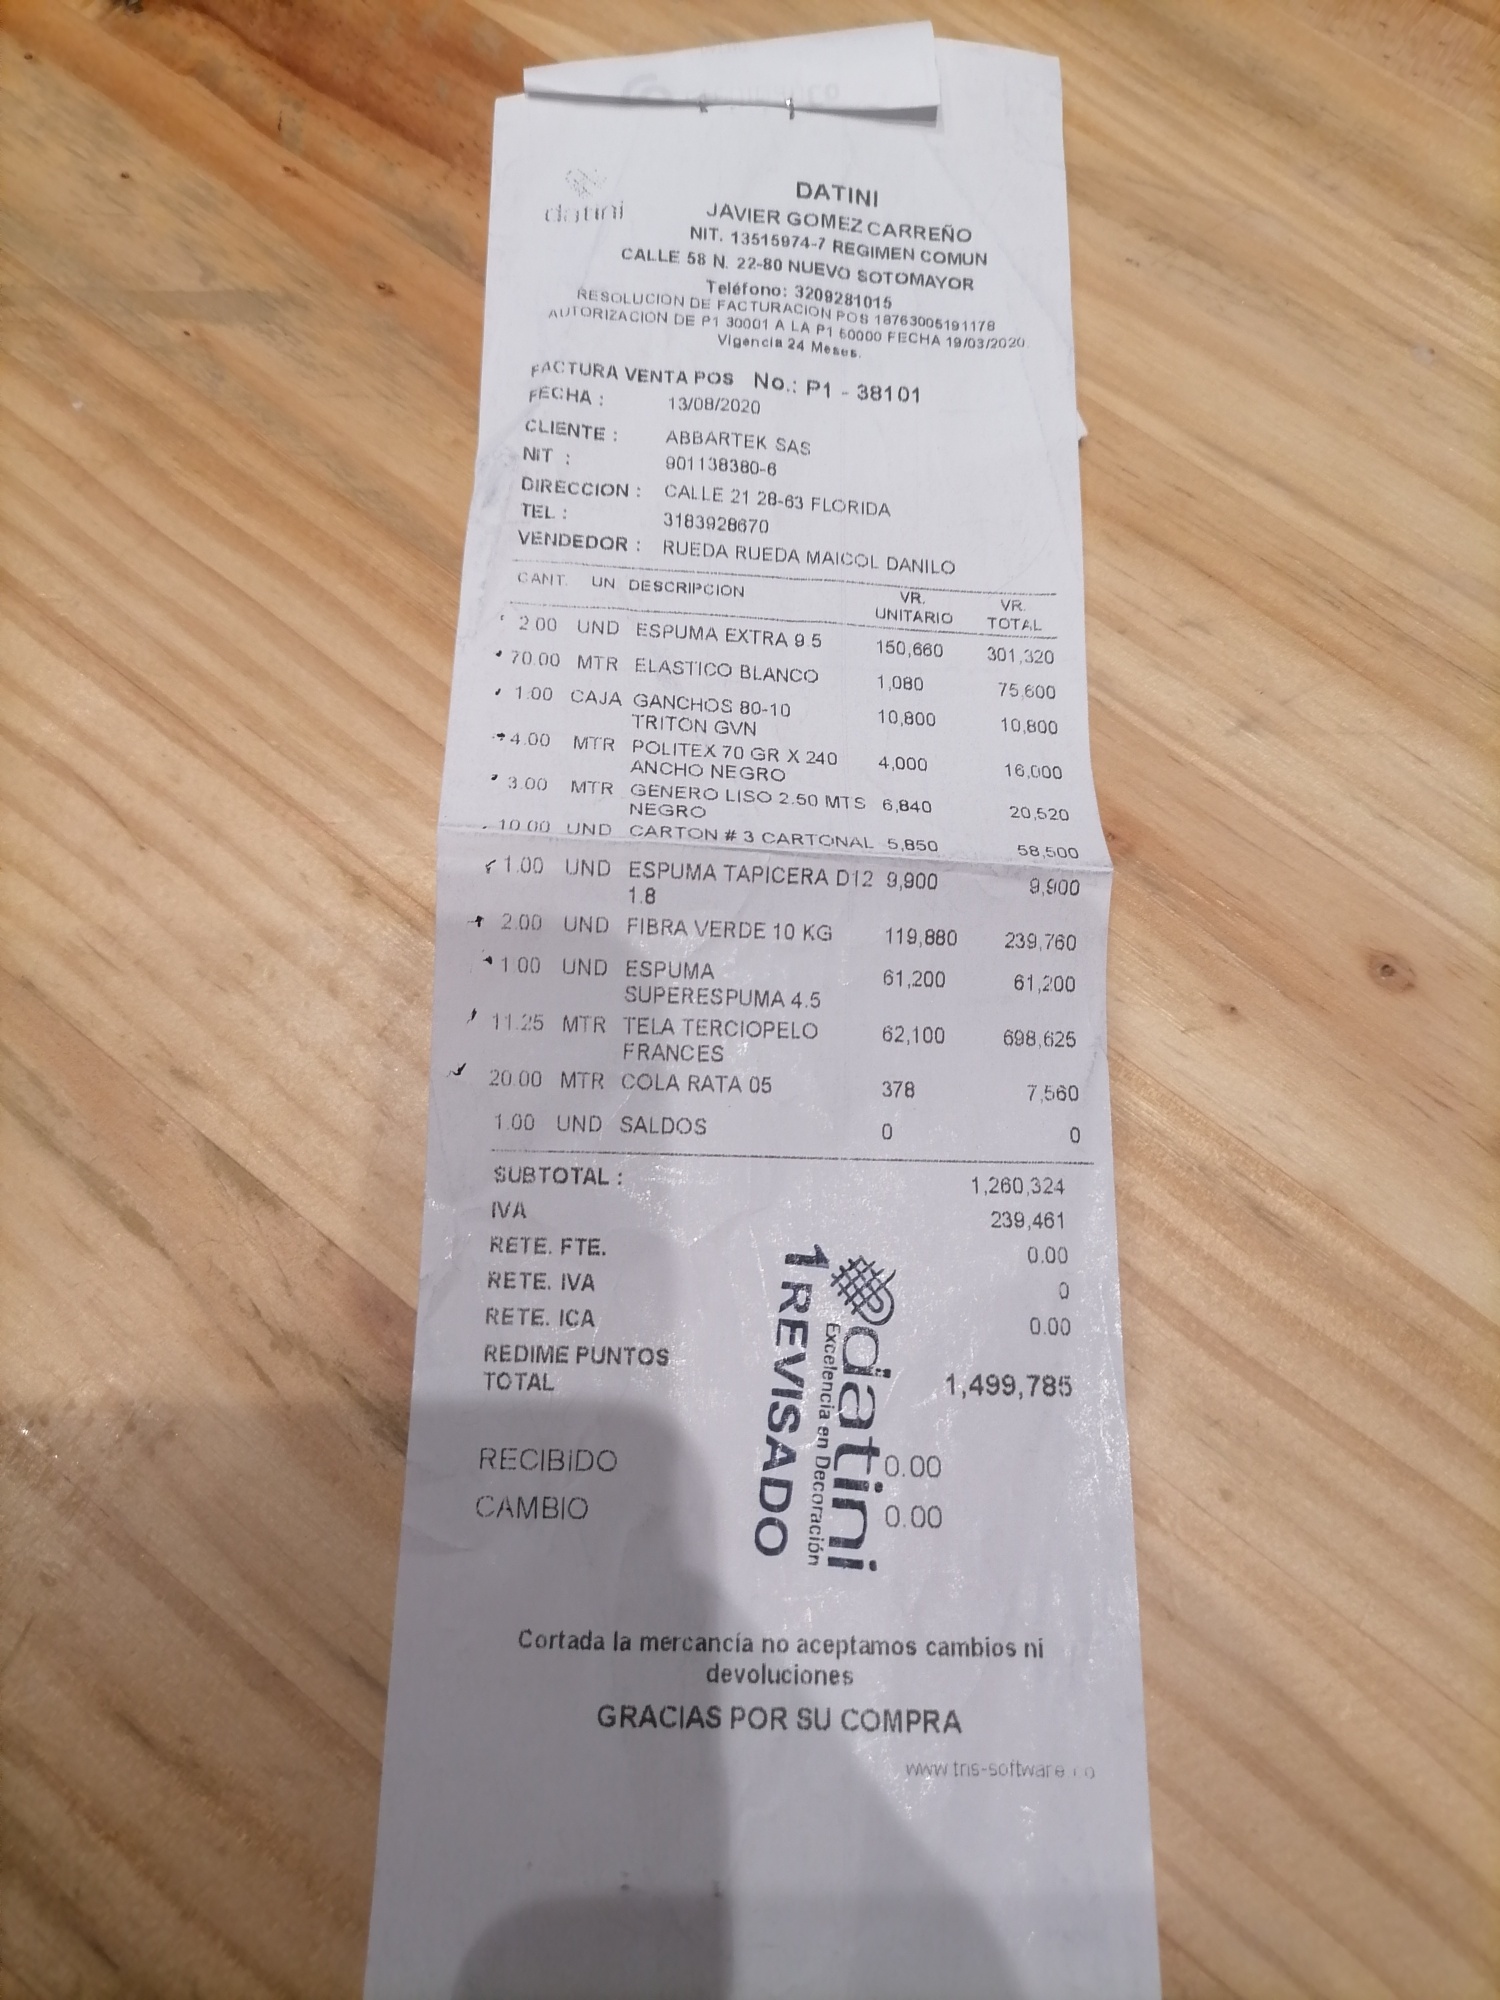 datini
DATINI
JAVIER GOMEZ CARREÑO
NIT. 13515974-7 REGIMEN COMUN
CALLE 58 N. 22-80 NUEVO SOTOMAYOR
Teléfono: 3209281015
RESOLUCION DE FACTURACION POS 18763005191178
AUTORIZACION DE P1 30001 A LA P1 60000 FECHA 19/03/2020
Vigencia 24 Meses.
FACTURA VENTA POS No.: P1 - 38101
FECHA : 13/08/2020
CLIENTE : ABBARTEK SAS
NIT : 901138380-6
DIRECCION : CALLE 21 28-63 FLORIDA
TEL : 3183928670
VENDEDOR : RUEDA RUEDA MAICOL DANILO
CANT. UN DESCRIPCION VR. UNITARIO VR. TOTAL
2.00 UND ESPUMA EXTRA 9.5 150,660 301,320
70.00 MTR ELASTICO BLANCO 1,080 75,600
1.00 CAJA GANCHOS 80-10 10,800 10,800
TRITON GVN
4.00 MTR POLITEX 70 GR X 240 4,000 16,000
ANCHO NEGRO
3.00 MTR GENERO LISO 2.50 MTS 6,840 20,520
NEGRO
10.00 UND CARTON # 3 CARTONAL 5,850 58,500
1.00 UND ESPUMA TAPICERA D12 9,900 9,900
1.8
2.00 UND FIBRA VERDE 10 KG 119,880 239,760
1.00 UND ESPUMA 61,200 61,200
SUPERESPUMA 4.5
11.25 MTR TELA TERCIOPELO 62,100 698,625
FRANCES
20.00 MTR COLA RATA 05 378 7,560
1.00 UND SALDOS 0 0
SUBTOTAL : 1,260,324
IVA 239,461
RETE. FTE. 0.00
RETE. IVA 0
RETE. ICA 0.00
REDIME PUNTOS
TOTAL 1,499,785
RECIBIDO 0.00
CAMBIO 0.00
datini
Excelencia en Decoración
1 REVISADO
Cortada la mercancía no aceptamos cambios ni
devoluciones
GRACIAS POR SU COMPRA
www.tns-software.co